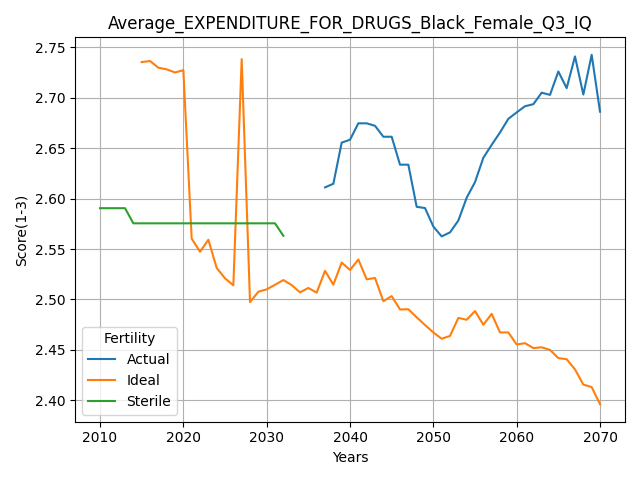 Average_EXPENDITURE_FOR_DRUGS_Black_Female_Q3_IQ
Score(1-3)
2.75
2.70
2.65
2.60
2.55
2.50
2.45
2.40
Fertility
Actual
Ideal
Sterile
2010 2020 2030 2040 2050 2060 2070
Years